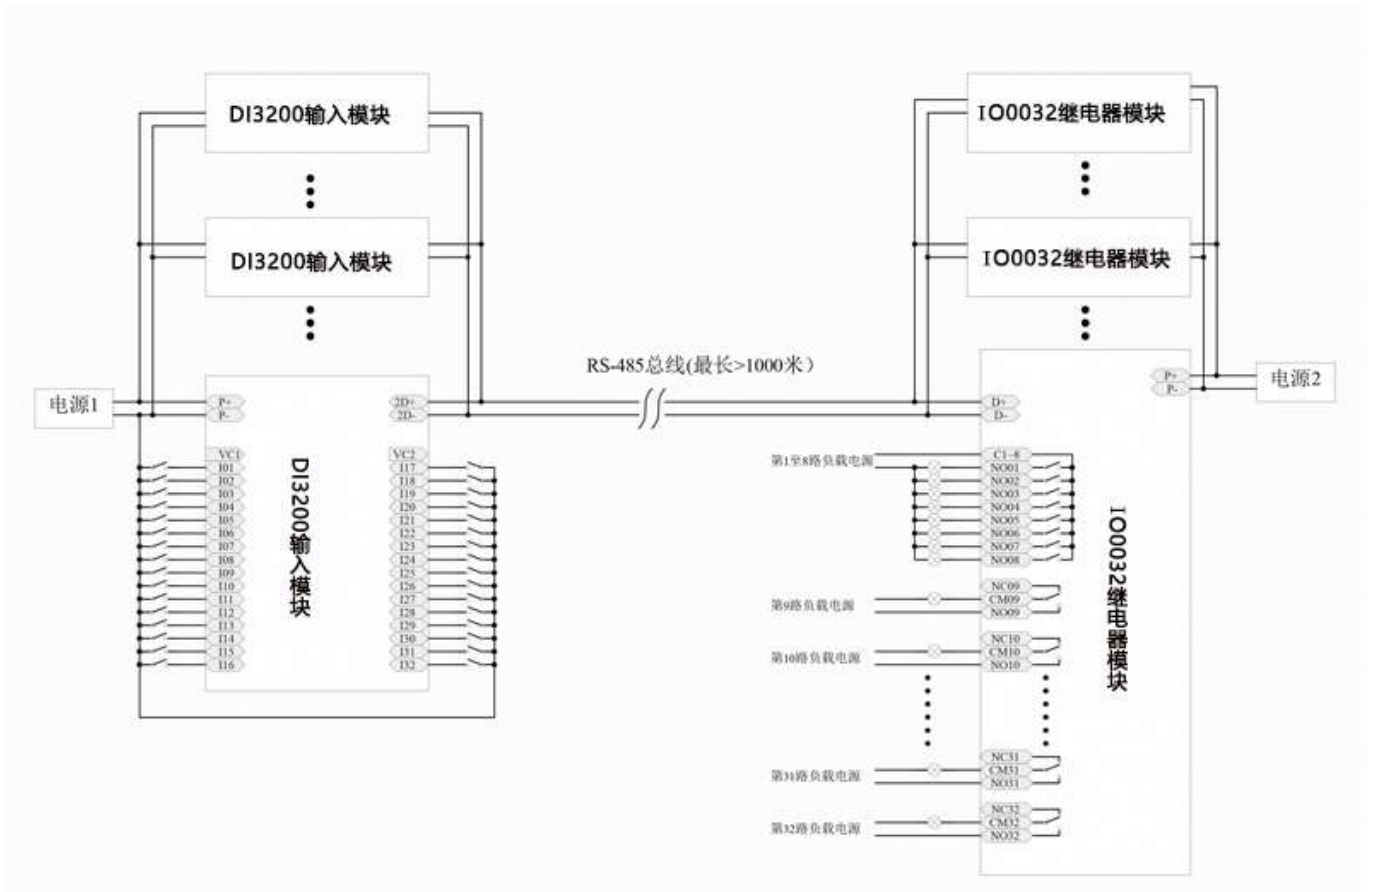 DI3200输入模块
IO0032继电器模块
DI3200输入模块
IO0032继电器模块
RS-485总线(最长>1000米）
电源1
P+
P-
2D+
2D-
D+
D-
P+
P-
电源2
DI3200输入模块
VC1
I01
I02
I03
I04
I05
I06
I07
I08
I09
I10
I11
I12
I13
I14
I15
I16
VC2
I17
I18
I19
I20
I21
I22
I23
I24
I25
I26
I27
I28
I29
I30
I31
I32
第1至8路负载电源
C1-8
NO01
NO02
NO03
NO04
NO05
NO06
NO07
NO08
IO0032继电器模块
第9路负载电源
NC09
CM09
NO09
第10路负载电源
NC10
CM10
NO10
第31路负载电源
NC31
CM31
NO31
第32路负载电源
NC32
CM32
NO32